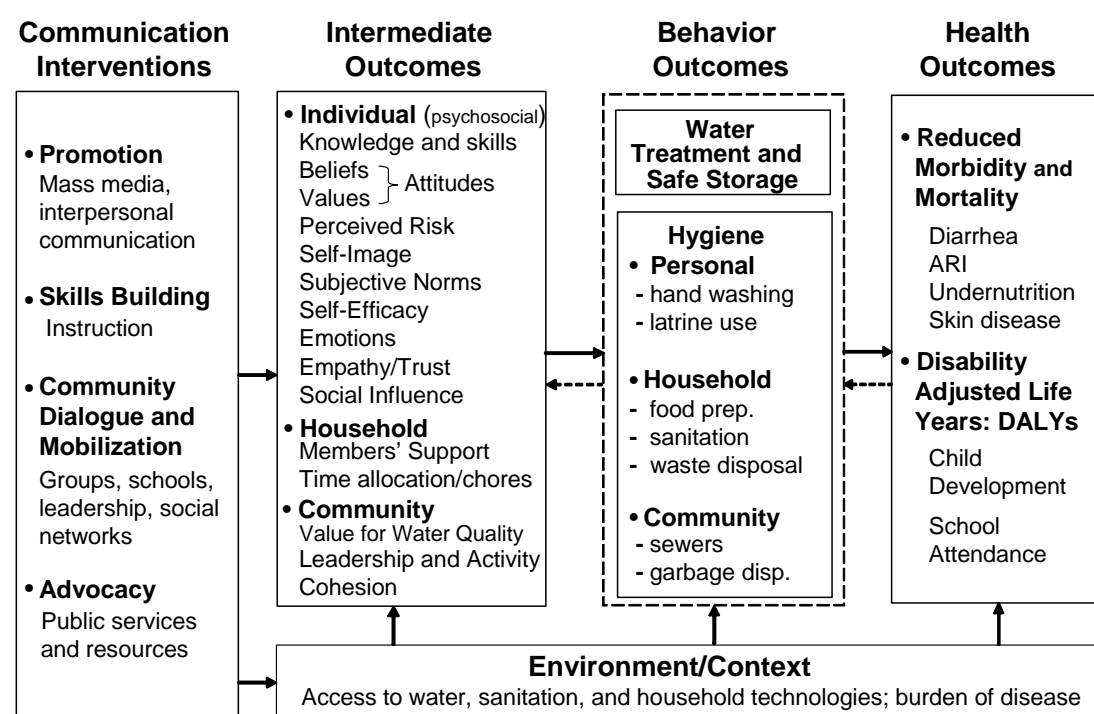 Communication
Interventions
• Promotion
Mass media,
interpersonal
communication
• Skills Building
Instruction
• Community
Dialogue and
Mobilization
Groups, schools,
leadership, social
networks
• Advocacy
Public services
and resources
Intermediate
Outcomes
• Individual (psychosocial)
Knowledge and skills
Beliefs
Values
Attitudes
Perceived Risk
Self-Image
Subjective Norms
Self-Efficacy
Emotions
Empathy/Trust
Social Influence
• Household
Members' Support
Time allocation/chores
• Community
Value for Water Quality
Leadership and Activity
Cohesion
Behavior
Outcomes
Water
Treatment and
Safe Storage
Hygiene
• Personal
- hand washing
- latrine use
• Household
- food prep.
- sanitation
- waste disposal
• Community
- sewers
- garbage disp.
Health
Outcomes
• Reduced
Morbidity and
Mortality
Diarrhea
ARI
Undernutrition
Skin disease
• Disability
Adjusted Life
Years: DALYs
Child
Development
School
Attendance
Environment/Context
Access to water, sanitation, and household technologies; burden of disease